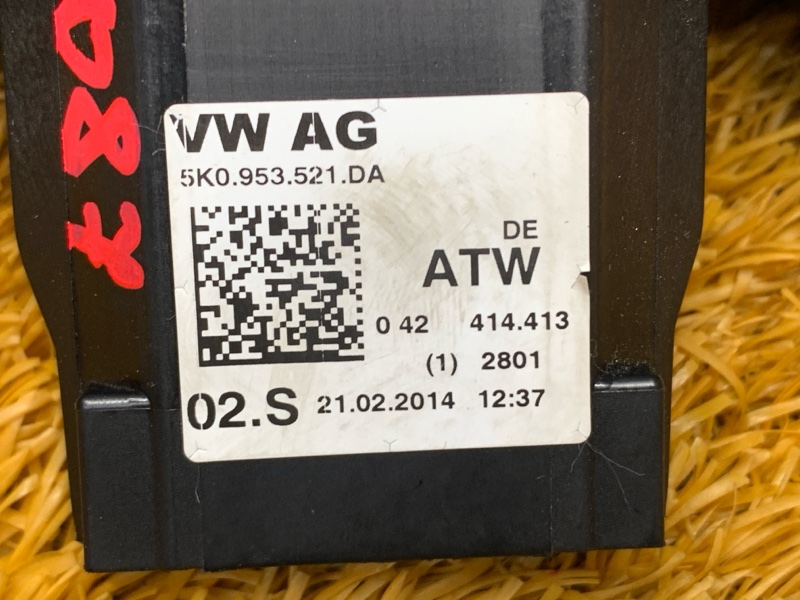 VW AG
5K0.953.521.DA
DE
ATW
0 42 414.413
(1) 2801
02.S 21.02.2014 12:37